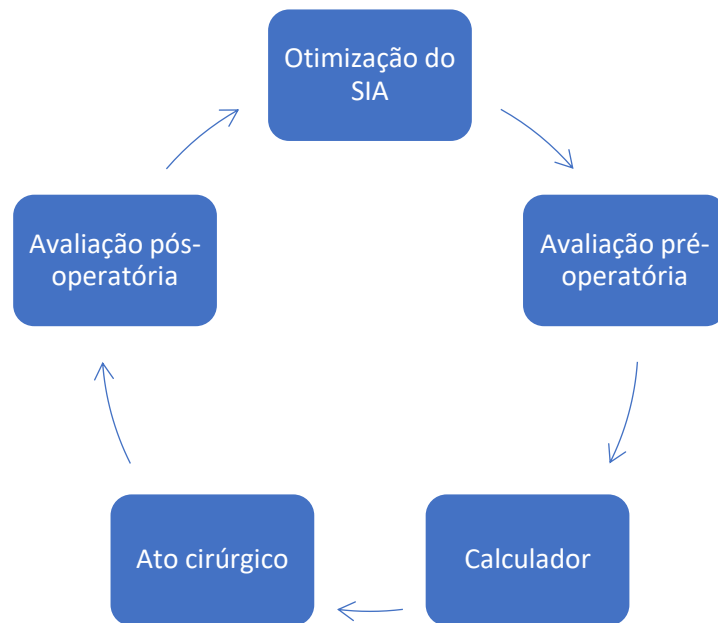 Otimização do
SIA
Avaliação pré-
operatória
Calculador
Ato cirúrgico
Avaliação pós-
operatória